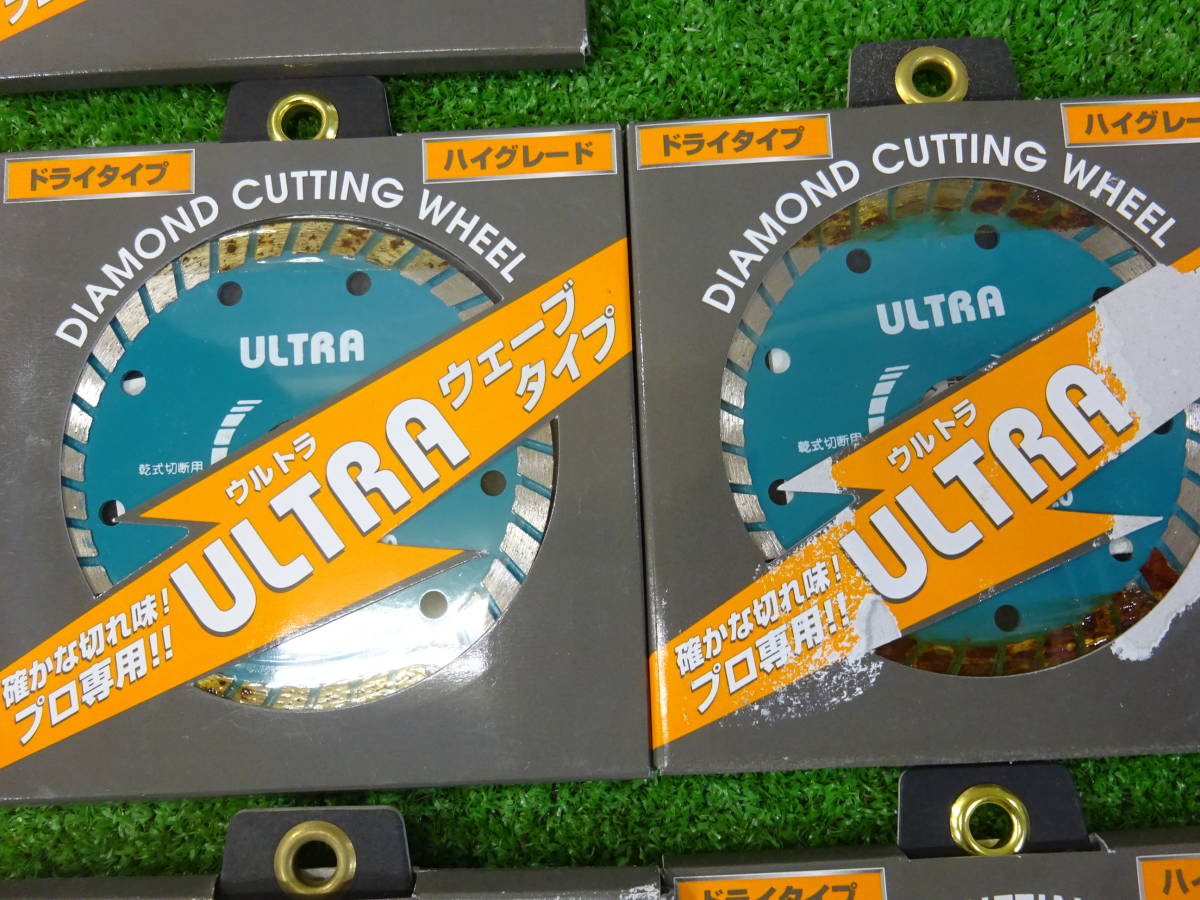 ドライタイプ
ハイグレード
DIAMOND CUTTING WHEEL
ULTRA
乾式切断用
ウェーブ
タイプ
ウルトラ
ULTRA
確かな切れ味!
プロ専用!!
ドライタイプ
ハイグレー
DIAMOND CUTTING WHEEL
ULTRA
乾式切断用
ウルトラ
ULTRA
確かな切れ味!
プロ専用!!
ドライタイプ
ハイ